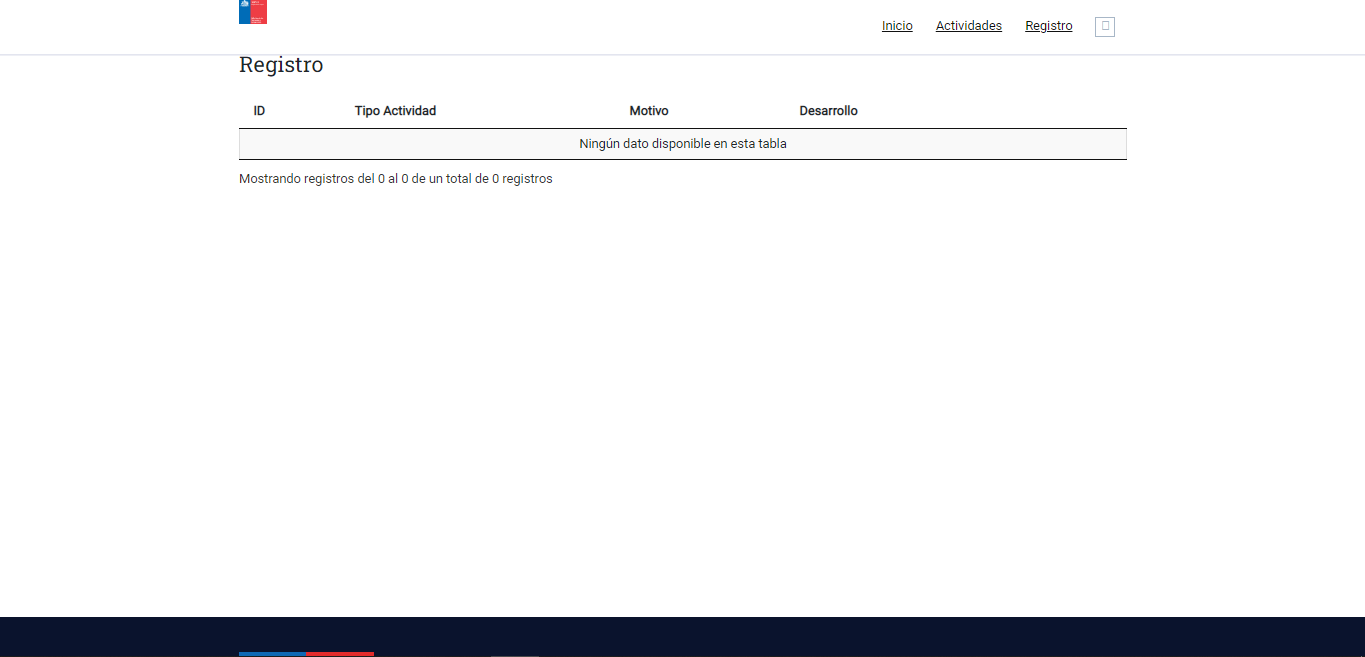 Inicio Actividades Registro
Registro
ID Tipo Actividad Motivo Desarrollo
Ningún dato disponible en esta tabla
Mostrando registros del 0 al 0 de un total de 0 registros